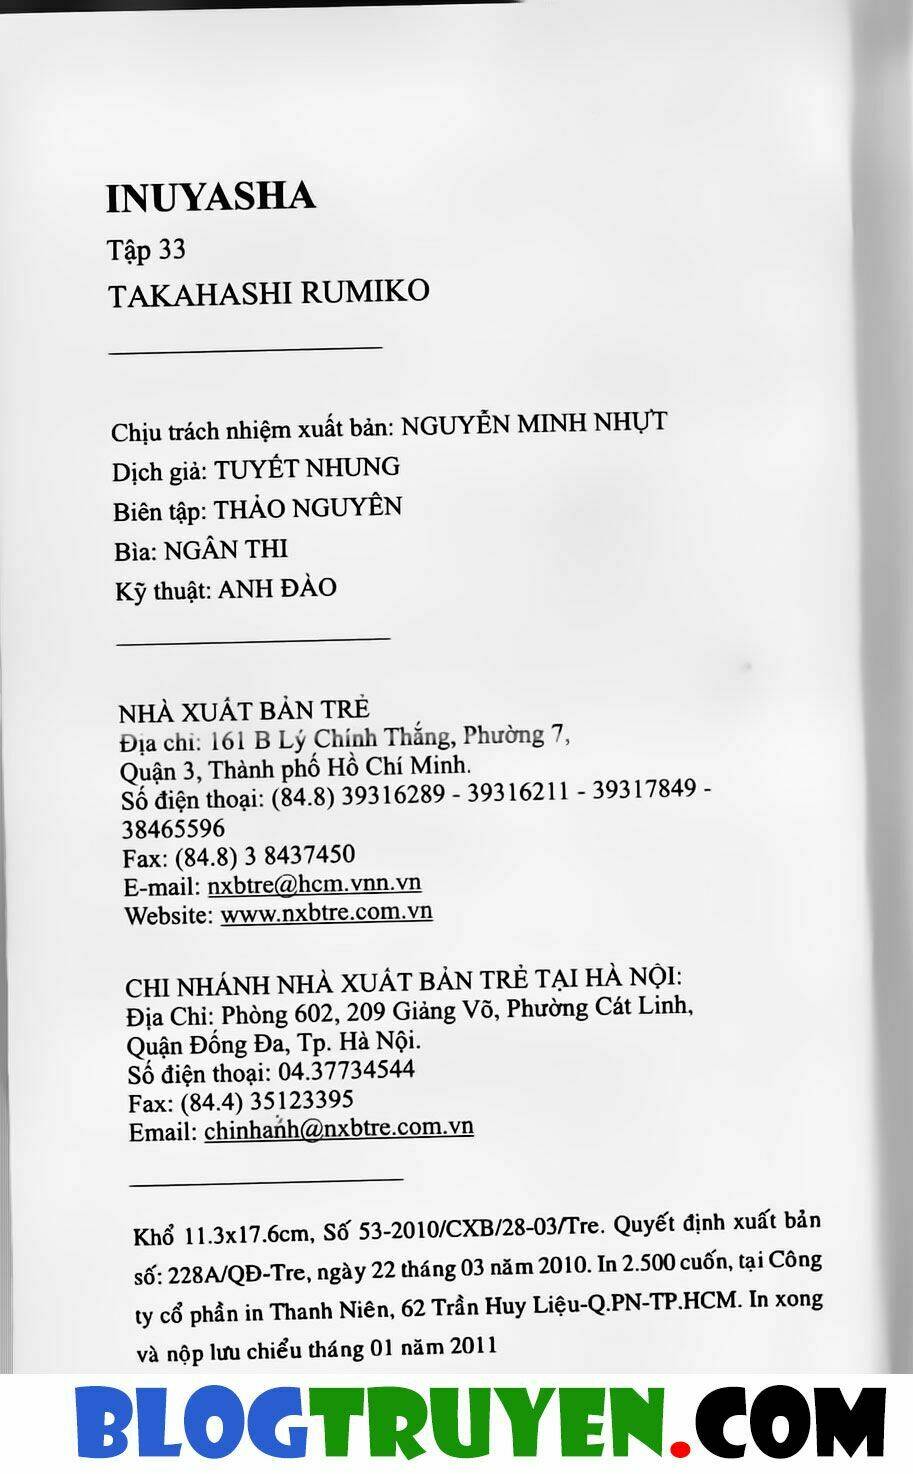 INUYASHA
Tập 33
TAKAHASHI RUMIKO
Chịu trách nhiệm xuất bản: NGUYỄN MINH NHỰT
Dịch giả: TUYẾT NHUNG
Biên tập: THẢO NGUYÊN
Bìa: NGÂN THI
Kỹ thuật: ANH ĐÀO
NHÀ XUẤT BẢN TRẺ
Địa chỉ: 161 B Lý Chính Thắng, Phường 7,
Quận 3, Thành phố Hồ Chí Minh.
Số điện thoại: (84.8) 39316289 - 39316211 - 39317849 -
38465596
Fax: (84.8) 3 8437450
E-mail: nxbtre@hcm.vnn.vn
Website: www.nxbtre.com.vn
CHI NHÁNH NHÀ XUẤT BẢN TRẺ TẠI HÀ NỘI:
Địa Chỉ: Phòng 602, 209 Giảng Võ, Phường Cát Linh,
Quận Đống Đa, Tp. Hà Nội.
Số điện thoại: 04.37734544
Fax: (84.4) 35123395
Email: chinhanh@nxbtre.com.vn
Khổ 11.3x17.6cm, Số 53-2010/CXB/28-03/Tre. Quyết định xuất bản
số: 228A/QĐ-Tre, ngày 22 tháng 03 năm 2010. In 2.500 cuốn, tại Công
ty cổ phần in Thanh Niên, 62 Trần Huy Liệu-Q.PN-TP.HCM. In xong
và nộp lưu chiểu tháng 01 năm 2011
BLOGTRUYEN.COM